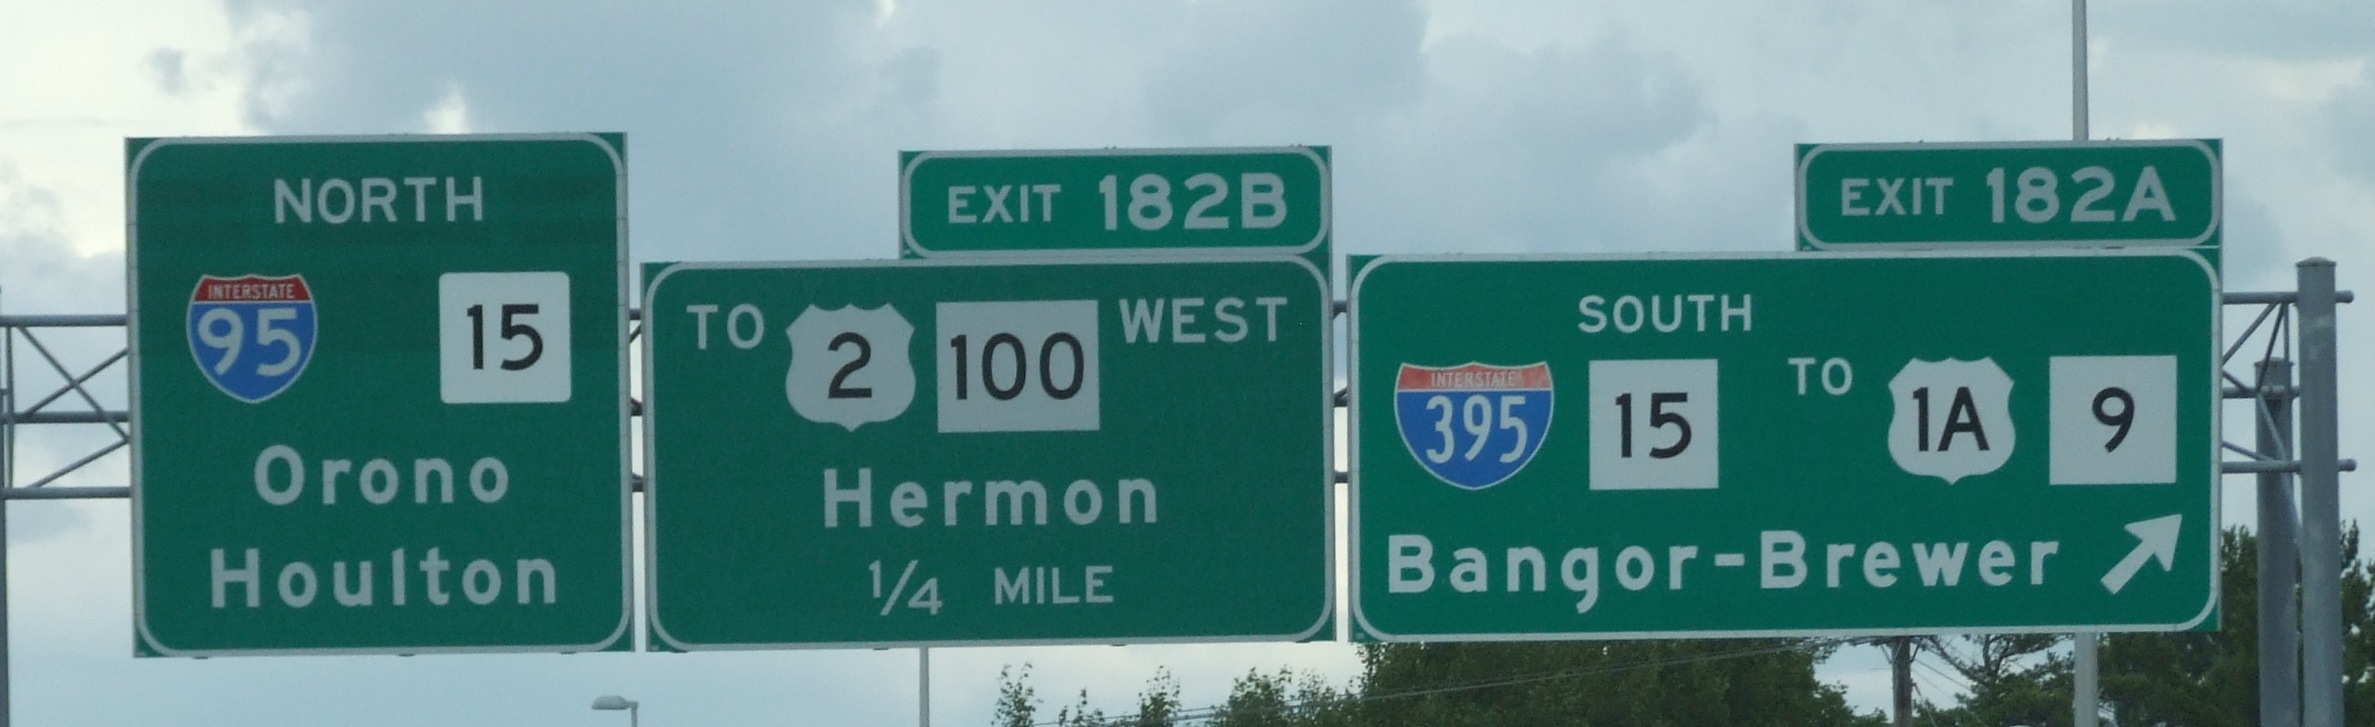 NORTH
INTERSTATE
95 15
Orono
Houlton
EXIT 182B
TO 2 100 WEST
Hermon
1/4 MILE
EXIT 182A
SOUTH
INTERSTATE
395 15 TO 1A 9
Bangor-Brewer